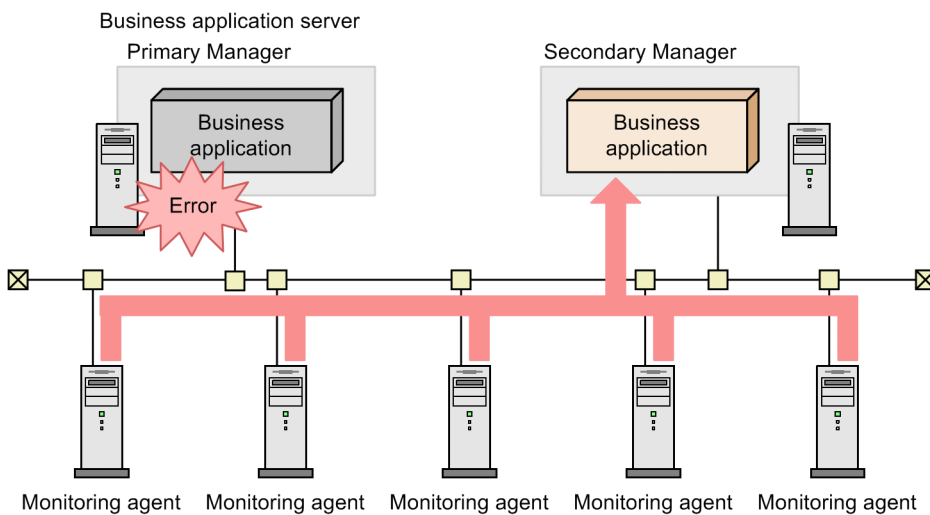 Business application server
Primary Manager
Secondary Manager
Business
application
Business
application
Error
Monitoring agent
Monitoring agent
Monitoring agent
Monitoring agent
Monitoring agent